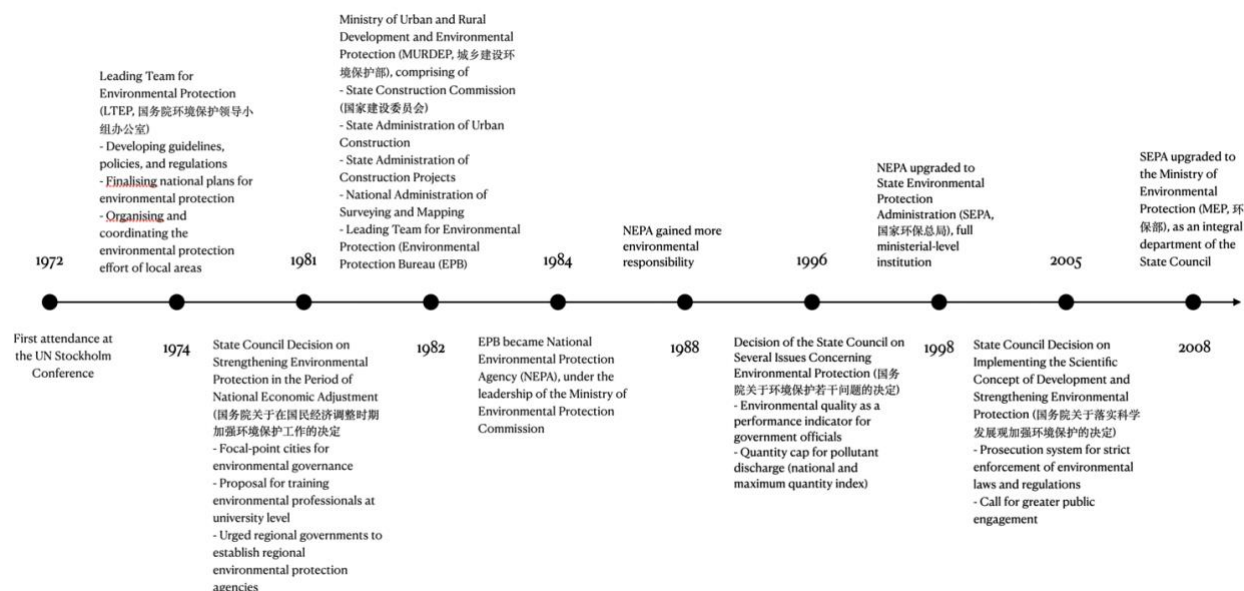 1972
First attendance at
the UN Stockholm
Conference
1974
Leading Team for
Environmental Protection
(LTEP, 国务院环境保护领导小
组办公室)
- Developing guidelines,
policies, and regulations
- Finalising national plans for
environmental protection
- Organising and
coordinating the
environmental protection
effort of local areas
1981
State Council Decision on
Strengthening Environmental
Protection in the Period of
National Economic Adjustment
(国务院关于在国民经济调整时期
加强环境保护工作的决定
- Focal-point cities for
environmental governance
- Proposal for training
environmental professionals at
university level
- Urged regional governments to
establish regional
environmental protection
agencies
1982
Ministry of Urban and Rural
Development and Environmental
Protection (MURDEP, 城乡建设环
境保护部), comprising of
- State Construction Commission
(国家建设委员会)
- State Administration of Urban
Construction
- State Administration of
Construction Projects
- National Administration of
Surveying and Mapping
- Leading Team for Environmental
Protection (Environmental
Protection Bureau (EPB)
1984
EPB became National
Environmental Protection
Agency (NEPA), under the
leadership of the Ministry of
Environmental Protection
Commission
1988
NEPA gained more
environmental
responsibility
1996
Decision of the State Council on
Several Issues Concerning
Environmental Protection (国务
院关于环境保护若干问题的决定)
- Environmental quality as a
performance indicator for
government officials
- Quantity cap for pollutant
discharge (national and
maximum quantity index)
1998
NEPA upgraded to
State Environmental
Protection
Administration (SEPA,
国家环保总局), full
ministerial-level
institution
2005
State Council Decision on
Implementing the Scientific
Concept of Development and
Strengthening Environmental
Protection (国务院关于落实科学
发展观加强环境保护的决定)
- Prosecution system for strict
enforcement of environmental
laws and regulations
- Call for greater public
engagement
2008
SEPA upgraded to
the Ministry of
Environmental
Protection (MEP, 环
保部), as an integral
department of the
State Council